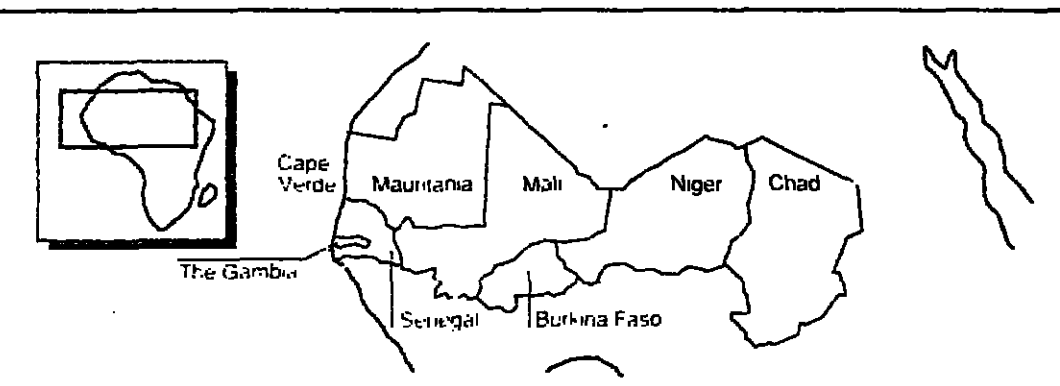 Cape
Verde
Mauritania
Mali
Niger
Chad
The Gambia
Senegal
Burkina Faso